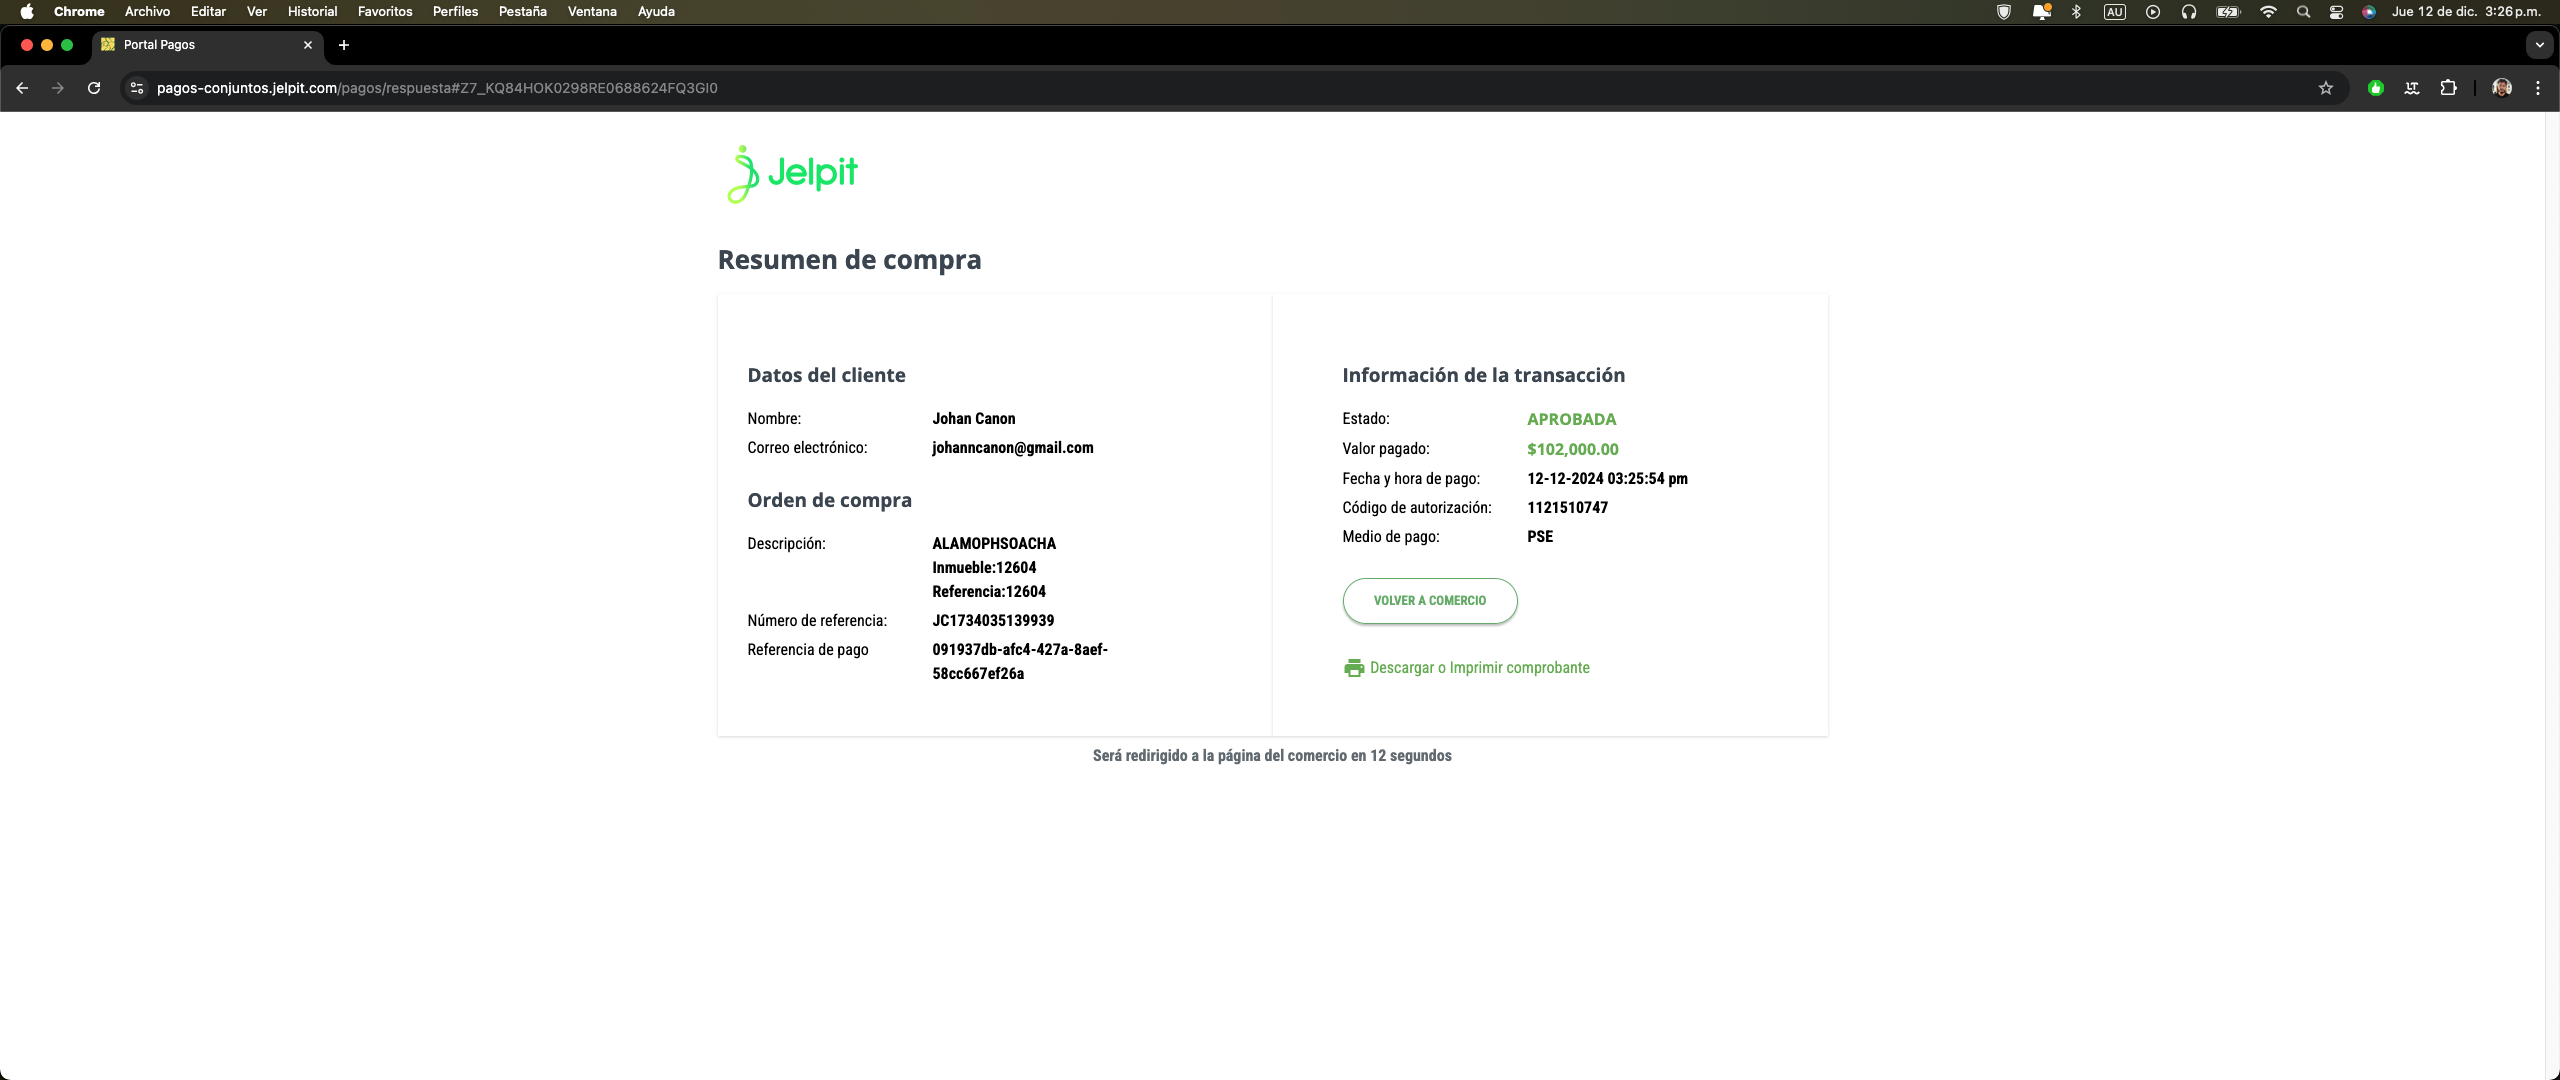 Chrome Archivo Editar Ver Historial Favoritos Perfiles Pestaña Ventana Ayuda AU Jue 12 de dic. 3:26 p.m.
Portal Pagos
pagos-conjuntos.jelpit.com/pagos/respuesta#Z7_KQ84HOK0298RE0688624FQ3GI0
Jelpit
Resumen de compra
Datos del cliente
Nombre: Johan Canon
Correo electrónico: johanncanon@gmail.com
Orden de compra
Descripción: ALAMOPHSOACHA
Inmueble:12604
Referencia:12604
Número de referencia: JC1734035139939
Referencia de pago 091937db-afc4-427a-8aef-
58cc667ef26a
Información de la transacción
Estado: APROBADA
Valor pagado: $102,000.00
Fecha y hora de pago: 12-12-2024 03:25:54 pm
Código de autorización: 1121510747
Medio de pago: PSE
VOLVER A COMERCIO
Descargar o Imprimir comprobante
Será redirigido a la página del comercio en 12 segundos